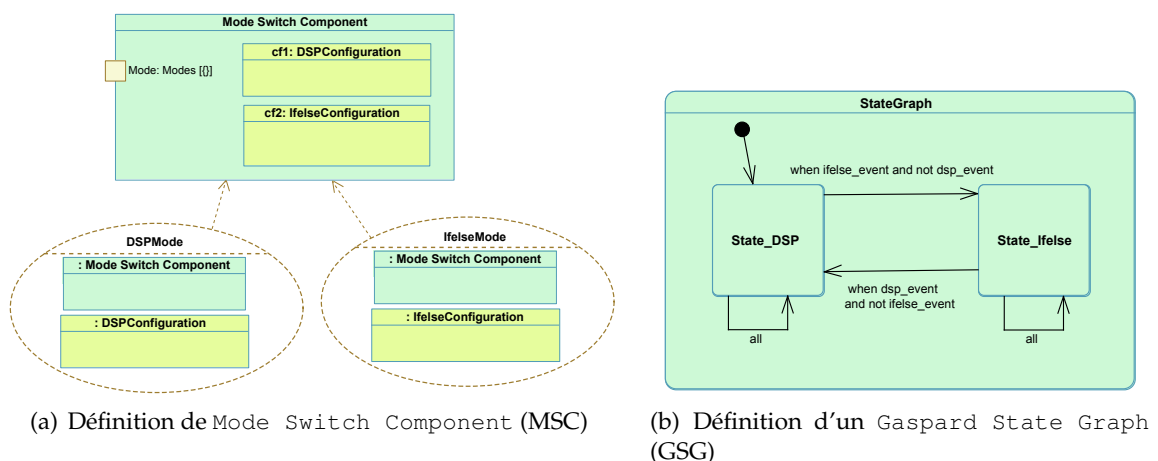 Mode Switch Component
cf1: DSPConfiguration
Mode: Modes [{}]
cf2: IfelseConfiguration
DSPMode
: Mode Switch Component
: DSPConfiguration
IfelseMode
: Mode Switch Component
: IfelseConfiguration
(a) Définition de Mode Switch Component (MSC)
StateGraph
when ifelse_event and not dsp_event
State_DSP
State_Ifelse
when dsp_event
and not ifelse_event
all
all
(b) Définition d'un Gaspard State Graph
(GSG)